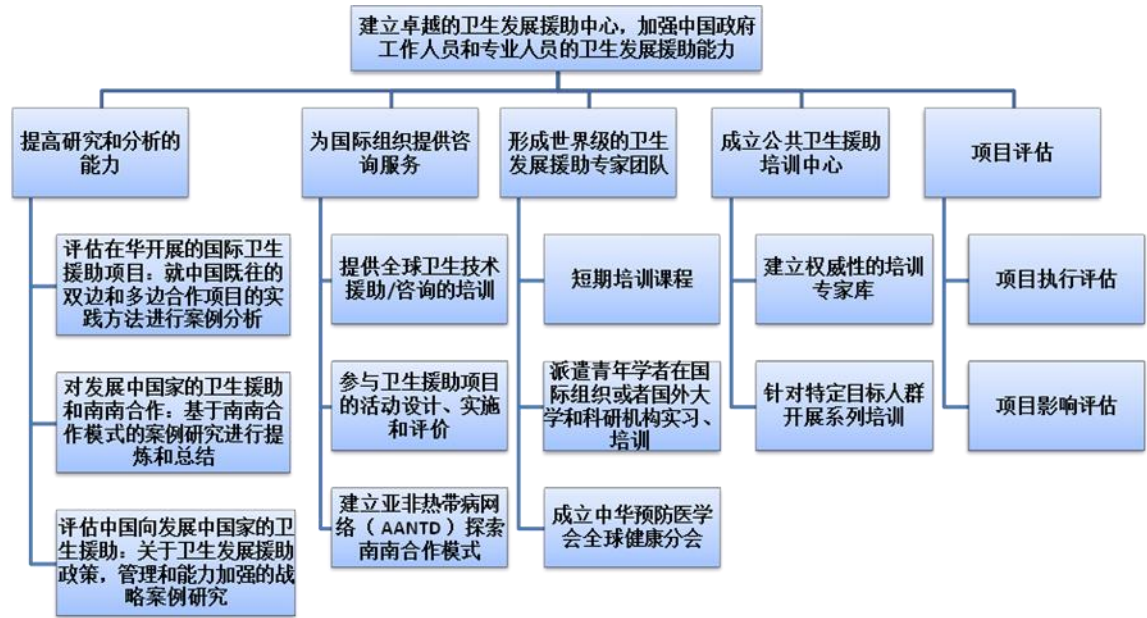 建立卓越的卫生发展援助中心，加强中国政府
工作人员和专业人员的卫生发展援助能力
提高研究和分析的
能力
评估在华开展的国际卫生
援助项目：就中国既往的
双边和多边合作项目的实
践方法进行案例分析
对发展中国家的卫生援助
和南南合作：基于南南合
作模式的案例研究进行提
炼和总结
评估中国向发展中国家的卫
生援助：关于卫生发展援助
政策，管理和能力加强的战
略案例研究
为国际组织提供咨
询服务
提供全球卫生技术
援助/咨询的培训
参与卫生援助项目
的活动设计、实施
和评价
建立亚非热带病网
络（AANTD）探索
南南合作模式
形成世界级的卫生
发展援助专家团队
短期培训课程
派遣青年学者在国
际组织或者国外大
学和科研机构实习、
培训
成立中华预防医学
会全球健康分会
成立公共卫生援助
培训中心
建立权威性的培训
专家库
针对特定目标人群
开展系列培训
项目评估
项目执行评估
项目影响评估